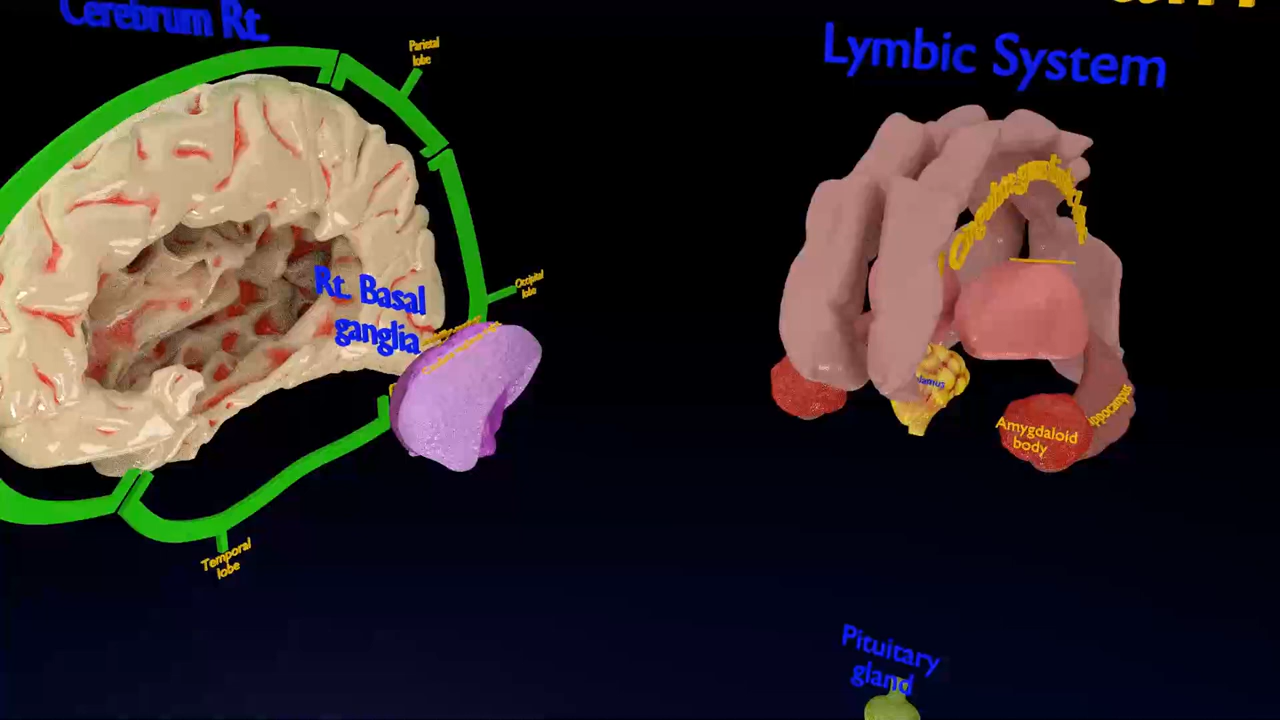 Cerebrum Rt.
Parietal
lobe
Lymbic System
Rt. Basal
ganglia
Occipital
lobe
Amygdaloid
body
Temporal
lobe
Pituitary
gland